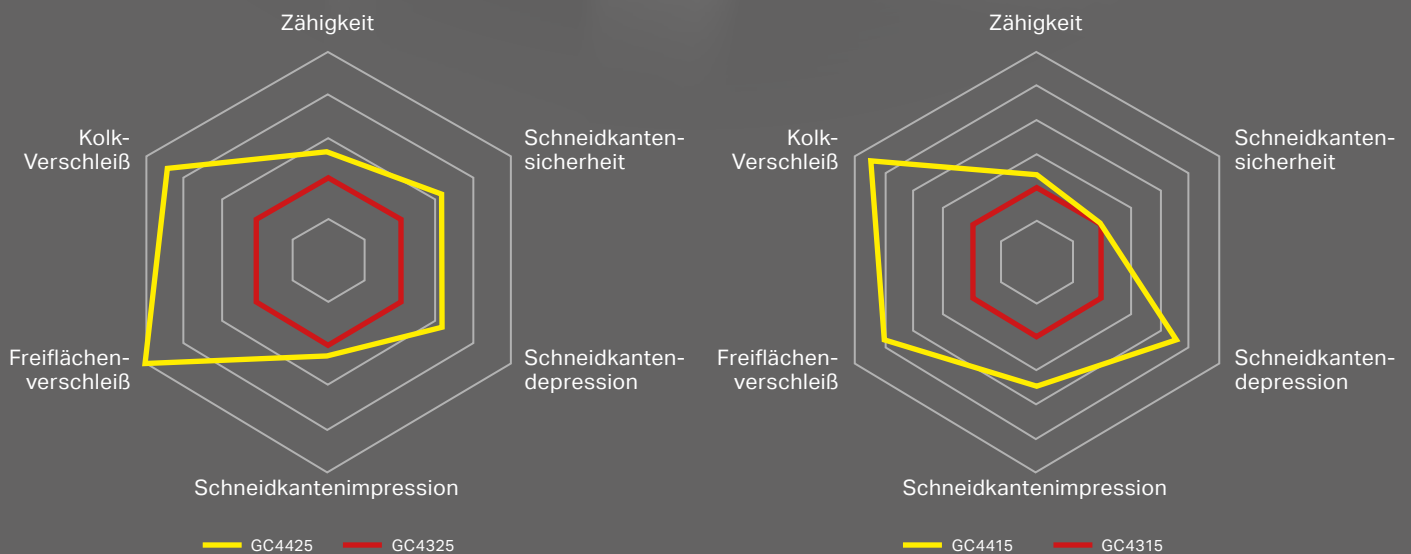 Zähigkeit
Kolk-
Verschleiß
Schneidkanten-
sicherheit
Freiflächen-
verschleiß
Schneidkanten-
depression
Schneidkantenimpression
GC4425
GC4325
Zähigkeit
Kolk-
Verschleiß
Schneidkanten-
sicherheit
Freiflächen-
verschleiß
Schneidkanten-
depression
Schneidkantenimpression
GC4415
GC4315